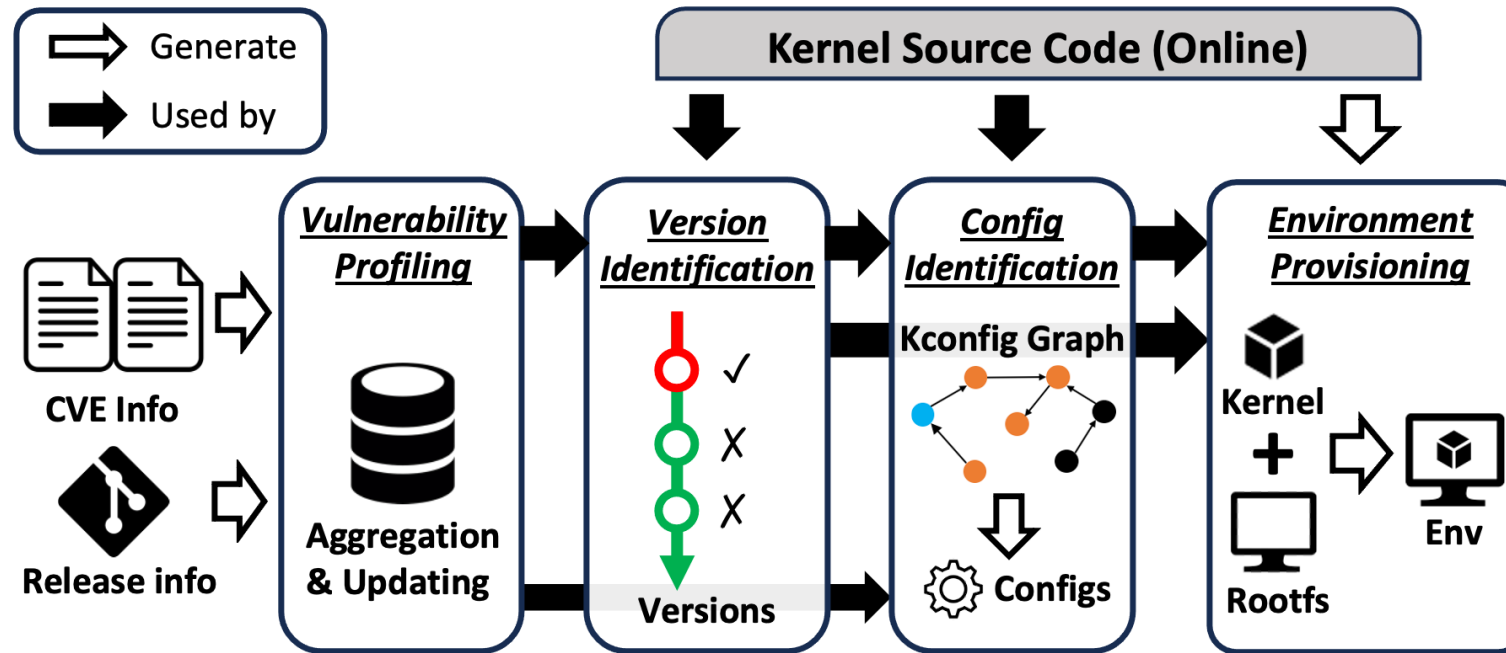 Generate
Used by
Kernel Source Code (Online)
Vulnerability
Profiling
Version
Identification
Config
Identification
Environment
Provisioning
CVE Info
Release info
Aggregation
& Updating
✓
✗
✗
Versions
Kconfig Graph
Configs
Kernel
+
Rootfs
Env